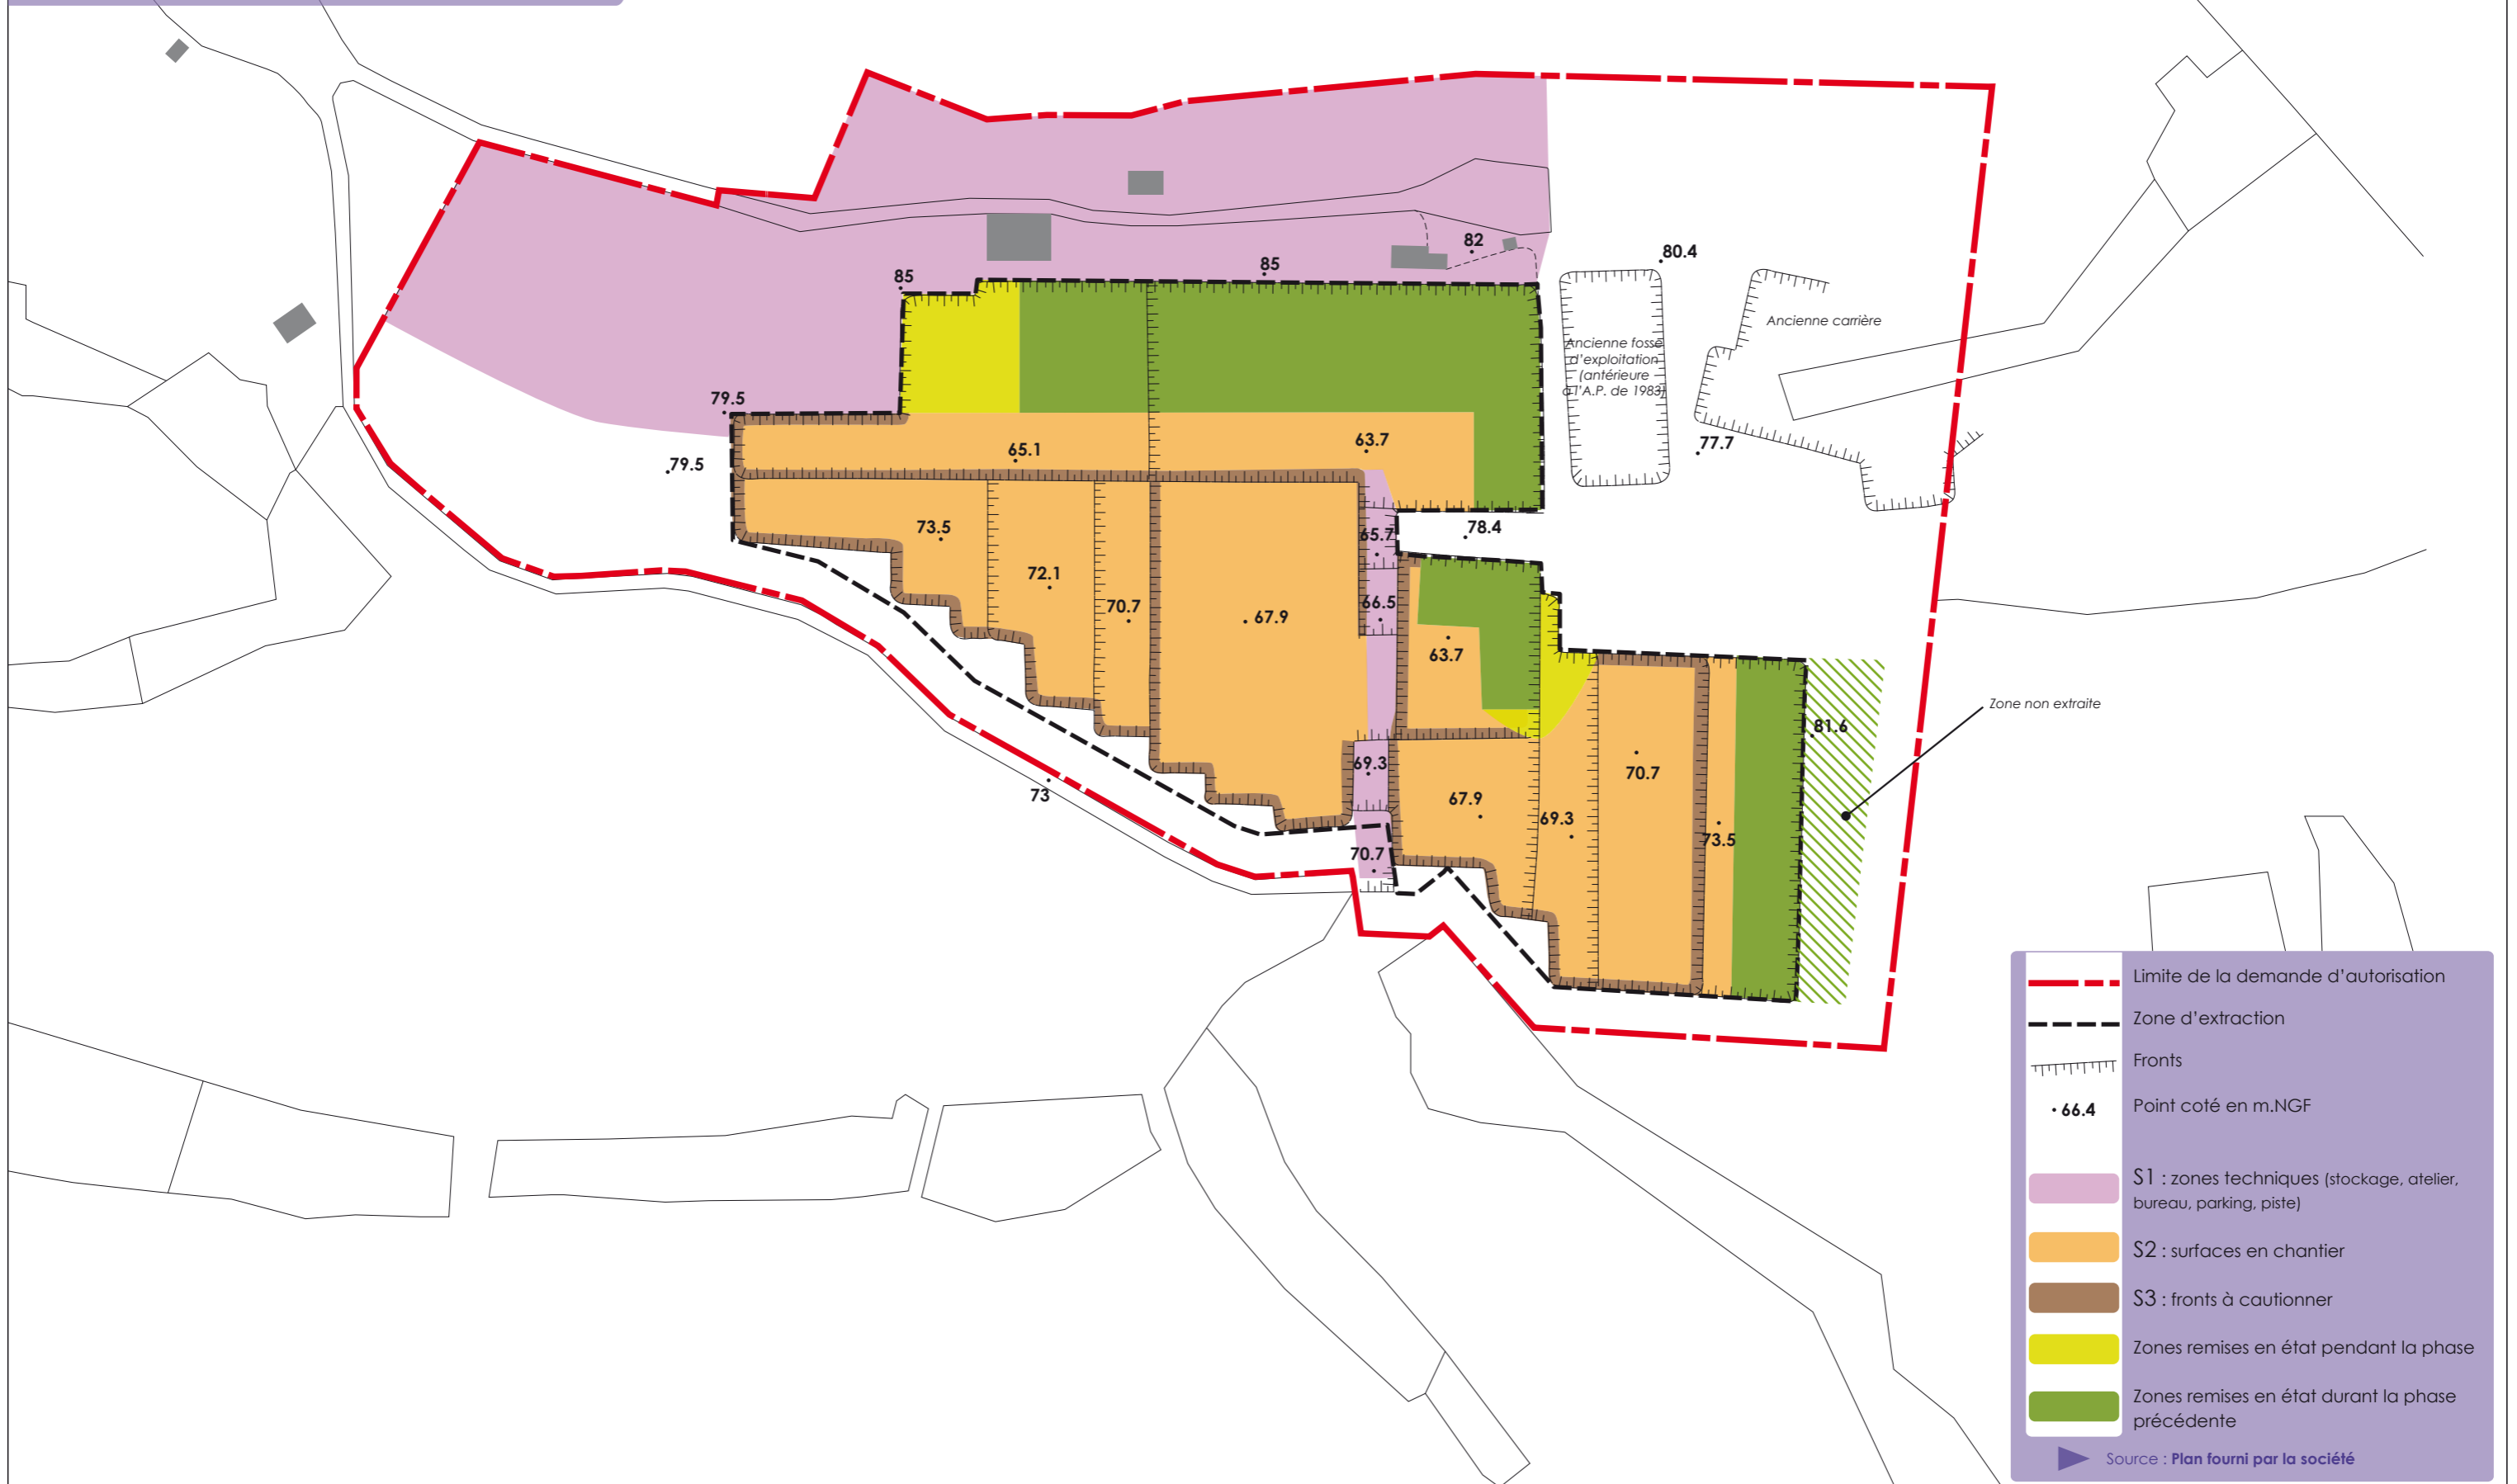 82
80.4
85
85
Ancienne carrière
Ancienne fosse
d'exploitation
(antérieure
à l'A.P. de 1983)
79.5
79.5
65.1
63.7
77.7
73.5
65.7
78.4
72.1
70.7
67.9
66.5
63.7
Zone non extraite
81.6
69.3
70.7
73
67.9
69.3
73.5
70.7
Limite de la demande d'autorisation
Zone d'extraction
Fronts
66.4 Point coté en m.NGF
S1 : zones techniques (stockage, atelier,
bureau, parking, piste)
S2 : surfaces en chantier
S3 : fronts à cautionner
Zones remises en état pendant la phase
Zones remises en état durant la phase
précédente
Source : Plan fourni par la société